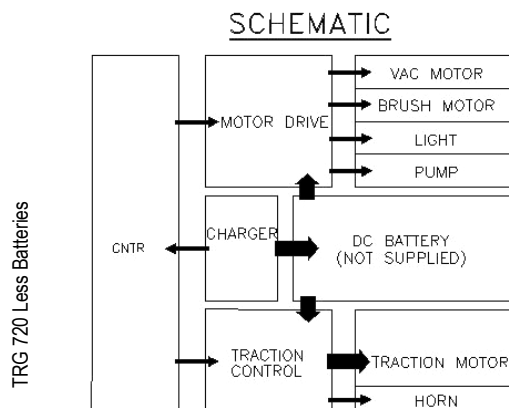 SCHEMATIC
VAC MOTOR
BRUSH MOTOR
MOTOR DRIVE
LIGHT
PUMP
CHARGER
DC BATTERY
(NOT SUPPLIED)
CNTR
TRACTION
CONTROL
TRACTION MOTOR
HORN
TRG 720 Less Batteries